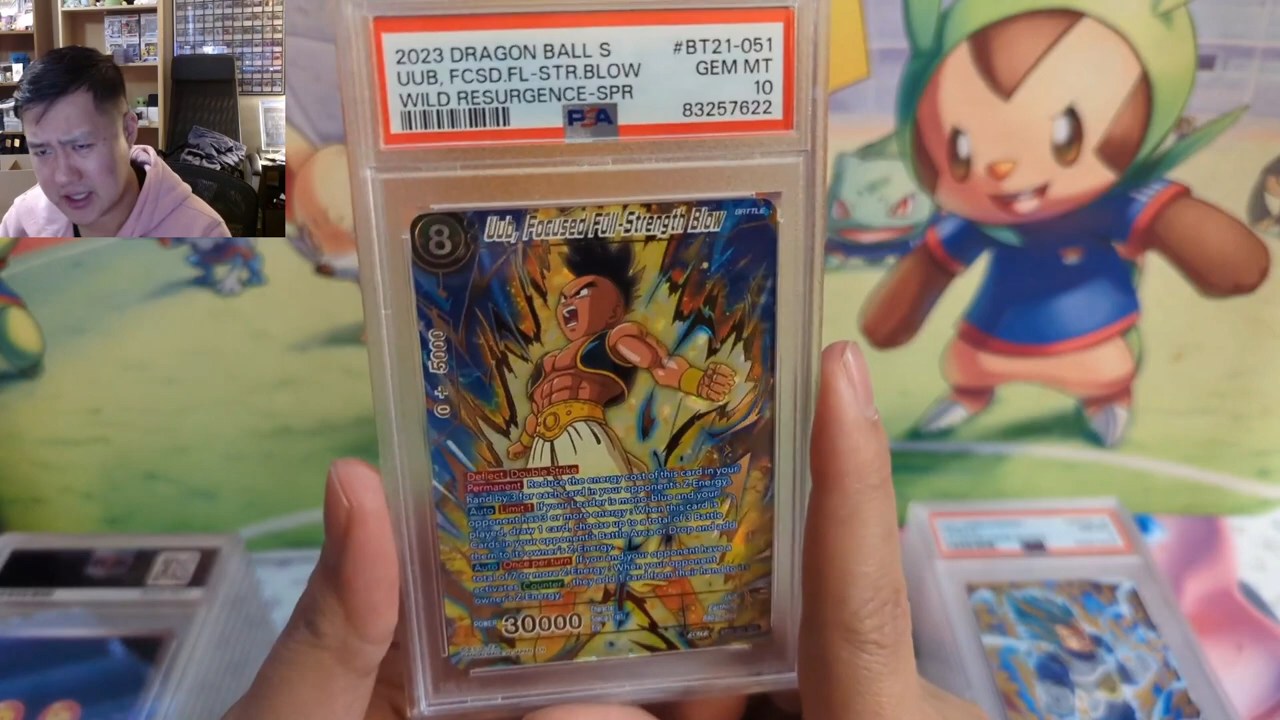 2023 DRAGON BALL S #BT21-051
UUB, FCSD.FL-STR.BLOW GEM MT
WILD RESURGENCE-SPR 10
PSA 83257622
8 Uub, Focused Full-Strength Blow BATTLE
0 + 5000
Deflect Double Strike
Permanent Reduce the energy cost of this card in your
hand by 3 for each card in your opponent's Z-Energy.
Auto Limit 1 If your Leader is mono-blue and your
opponent has 3 or more energy : When this card is
played, draw 1 card, choose up to a total of 3 Battle
Cards in your opponent's Battle Area or Drop and add
them to its owner's Z-Energy.
Auto Once per turn If you and your opponent have a
total of 7 or more Z-Energy : When your opponent
activates Counter, they add 1 card from their hand to its
owner's Z-Energy.
POWER 30000